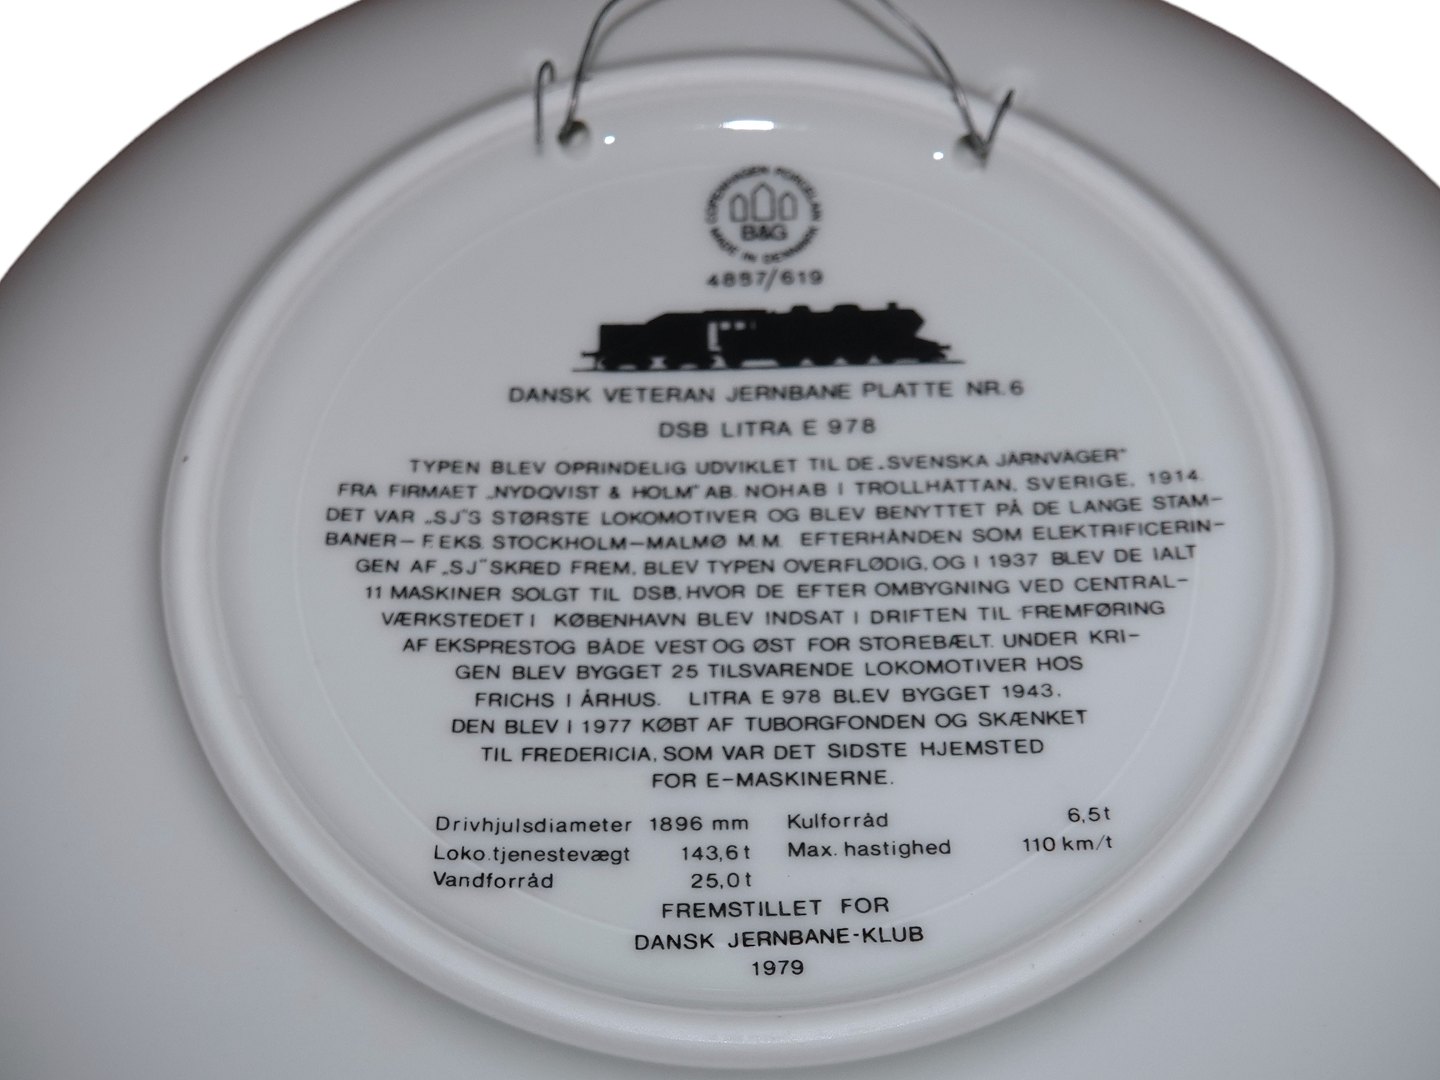 COPENHAGEN PORCELAIN
B&G
MADE IN DENMARK
4887/619
DANSK VETERAN JERNBANE PLATTE NR. 6
DSB LITRA E 978
TYPEN BLEV OPRINDELIG UDVIKLET TIL DE „SVENSKA JÄRNVÄGER"
FRA FIRMAET „NYDQVIST & HOLM" AB. NOHAB I TROLLHÄTTAN, SVERIGE, 1914.
DET VAR „SJ"S STØRSTE LOKOMOTIVER OG BLEV BENYTTET PÅ DE LANGE STAM-
BANER - F.EKS. STOCKHOLM-MALMØ M.M. EFTERHÅNDEN SOM ELEKTRIFICERIN-
GEN AF „SJ" SKRED FREM, BLEV TYPEN OVERFLØDIG, OG I 1937 BLEV DE IALT
11 MASKINER SOLGT TIL DSB, HVOR DE EFTER OMBYGNING VED CENTRAL-
VÆRKSTEDET I KØBENHAVN BLEV INDSAT I DRIFTEN TIL FREMFØRING
AF EKSPRESTOG BÅDE VEST OG ØST FOR STOREBÆLT. UNDER KRI-
GEN BLEV BYGGET 25 TILSVARENDE LOKOMOTIVER HOS
FRICHS I ÅRHUS. LITRA E 978 BLEV BYGGET 1943.
DEN BLEV I 1977 KØBT AF TUBORGFONDEN OG SKÆNKET
TIL FREDERICIA, SOM VAR DET SIDSTE HJEMSTED
FOR E-MASKINERNE.
Drivhjulsdiameter 1896 mm Kulforråd 6,5 t
Loko.tjenestevægt 143,6 t Max. hastighed 110 km/t
Vandforråd 25,0 t
FREMSTILLET FOR
DANSK JERNBANE-KLUB
1979